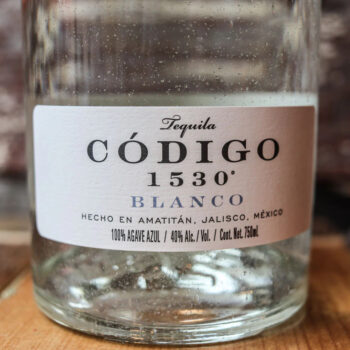 Tequila
CÓDIGO
1530°
BLANCO
HECHO EN AMATITÁN, JALISCO, MÉXICO
100% AGAVE AZUL / 40% Alc. / Vol. / Cont. Net. 750ml